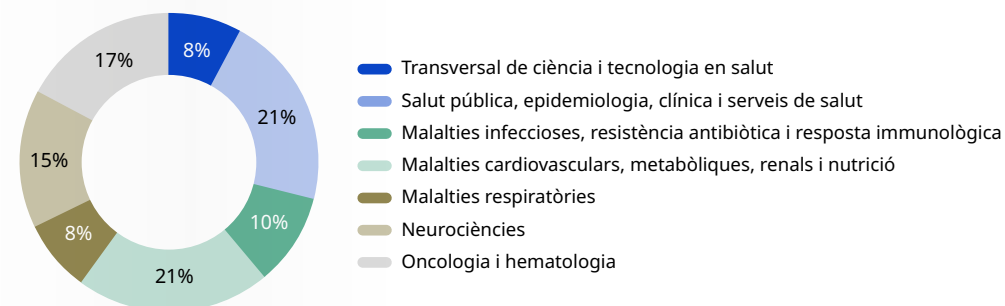 8%
21%
10%
21%
8%
15%
17%
Transversal de ciència i tecnologia en salut
Salut pública, epidemiologia, clínica i serveis de salut
Malalties infeccioses, resistència antibiòtica i resposta immunològica
Malalties cardiovasculars, metabòliques, renals i nutrició
Malalties respiratòries
Neurociències
Oncologia i hematologia